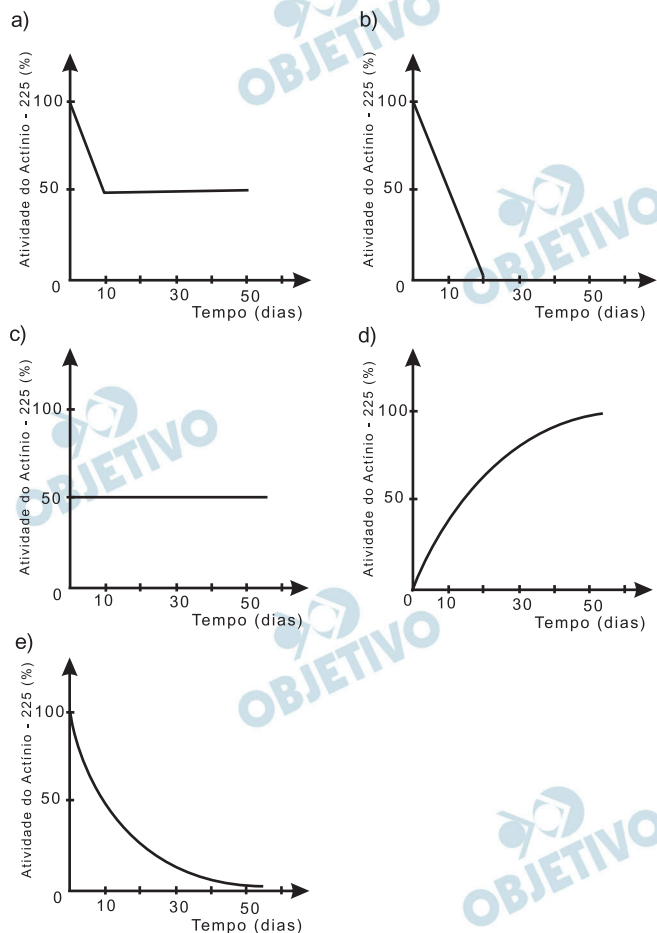 a)
Atividade do Actínio - 225 (%)
100
50
0
10 30 50
Tempo (dias)
b)
Atividade do Actínio - 225 (%)
100
50
0
10 30 50
Tempo (dias)
c)
Atividade do Actínio - 225 (%)
100
50
0
10 30 50
Tempo (dias)
d)
Atividade do Actínio - 225 (%)
100
50
0
10 30 50
Tempo (dias)
e)
Atividade do Actínio - 225 (%)
100
50
0
10 30 50
Tempo (dias)
OBJETIVO
OBJETIVO
OBJETIVO
OBJETIVO
OBJETIVO